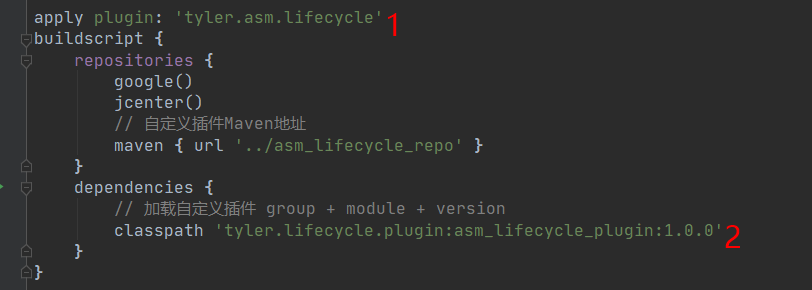 apply plugin: 'tyler.asm.lifecycle' 1
buildscript {
repositories {
google()
jcenter()
// 自定义插件Maven地址
maven { url '../asm_lifecycle_repo' }
}
dependencies {
// 加载自定义插件 group + module + version
classpath 'tyler.lifecycle.plugin:asm_lifecycle_plugin:1.0.0' 2
}
}